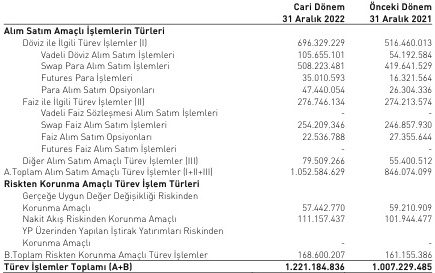 Cari Dönem Önceki Dönem
31 Aralık 2022 31 Aralık 2021
Alım Satım Amaçlı İşlemlerin Türleri
Döviz ile İlgili Türev İşlemler (I) 696.329.229 516.460.013
Vadeli Döviz Alım Satım İşlemleri 105.655.101 54.192.584
Swap Para Alım Satım İşlemleri 508.223.481 419.641.529
Futures Para İşlemleri 35.010.593 16.321.564
Para Alım Satım Opsiyonları 47.440.054 26.304.336
Faiz ile İlgili Türev İşlemler (II) 276.746.134 274.213.574
Vadeli Faiz Sözleşmesi Alım Satım İşlemleri - -
Swap Faiz Alım Satım İşlemleri 254.209.346 246.857.930
Faiz Alım Satım Opsiyonları 22.536.788 27.355.644
Futures Faiz Alım Satım İşlemleri - -
Diğer Alım Satım Amaçlı Türev İşlemler (III) 79.509.266 55.400.512
A.Toplam Alım Satım Amaçlı Türev İşlemler (I+II+III) 1.052.584.629 846.074.099
Riskten Korunma Amaçlı Türev İşlem Türleri
Gerçeğe Uygun Değer Değişikliği Riskinden
Korunma Amaçlı 57.442.770 59.210.909
Nakit Akış Riskinden Korunma Amaçlı 111.157.437 101.944.477
YP Üzerinden Yapılan İştirak Yatırımları Riskinden
Korunma Amaçlı - -
B.Toplam Riskten Korunma Amaçlı Türev İşlemler 168.600.207 161.155.386
Türev İşlemler Toplamı (A+B) 1.221.184.836 1.007.229.485